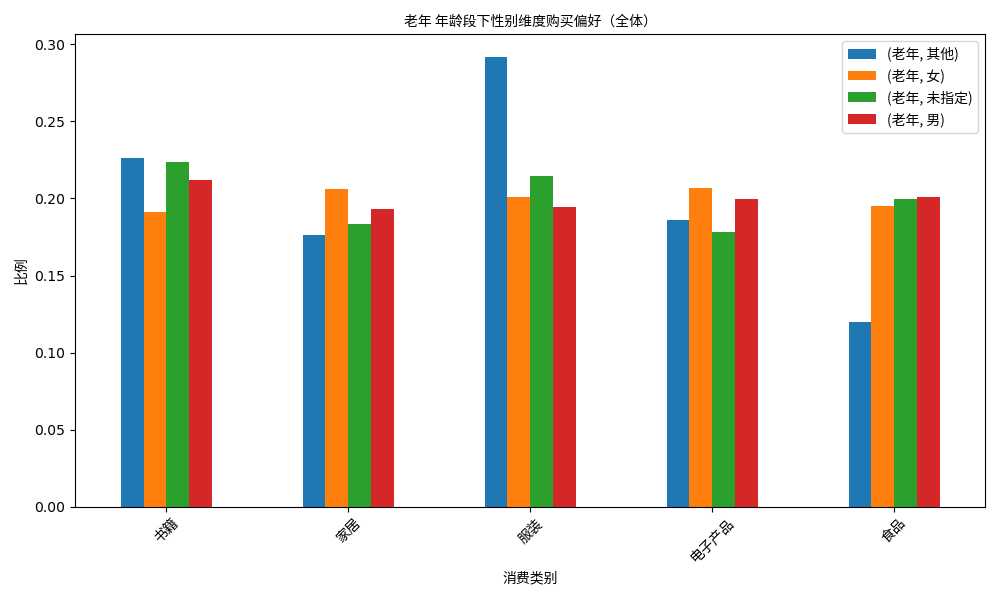 老年 年龄段下性别维度购买偏好（全体）
(老年, 其他)
(老年, 女)
(老年, 未指定)
(老年, 男)
比例
0.30
0.25
0.20
0.15
0.10
0.05
0.00
书籍
家居
服装
电子产品
食品
消费类别